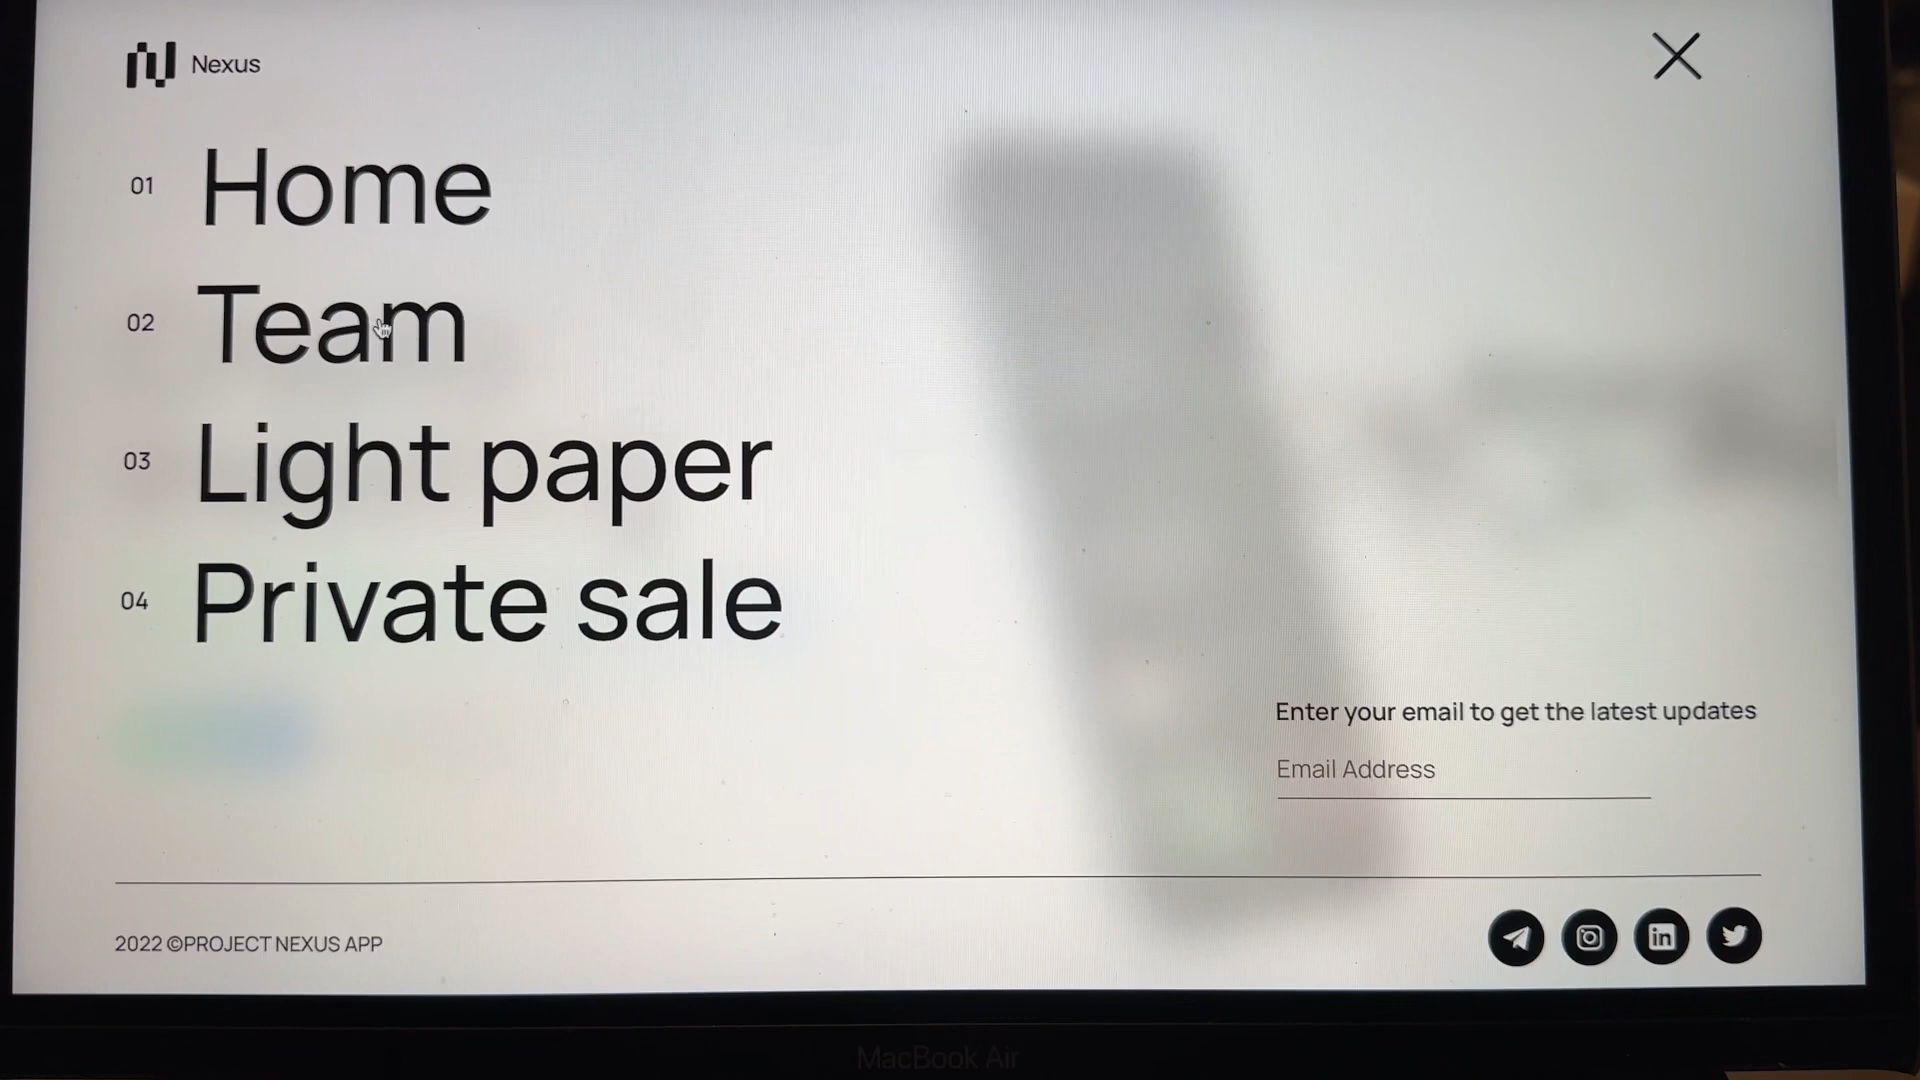 Nexus
01 Home
02 Team
03 Light paper
04 Private sale
Enter your email to get the latest updates
Email Address
2022 ©PROJECT NEXUS APP
in
MacBook Air